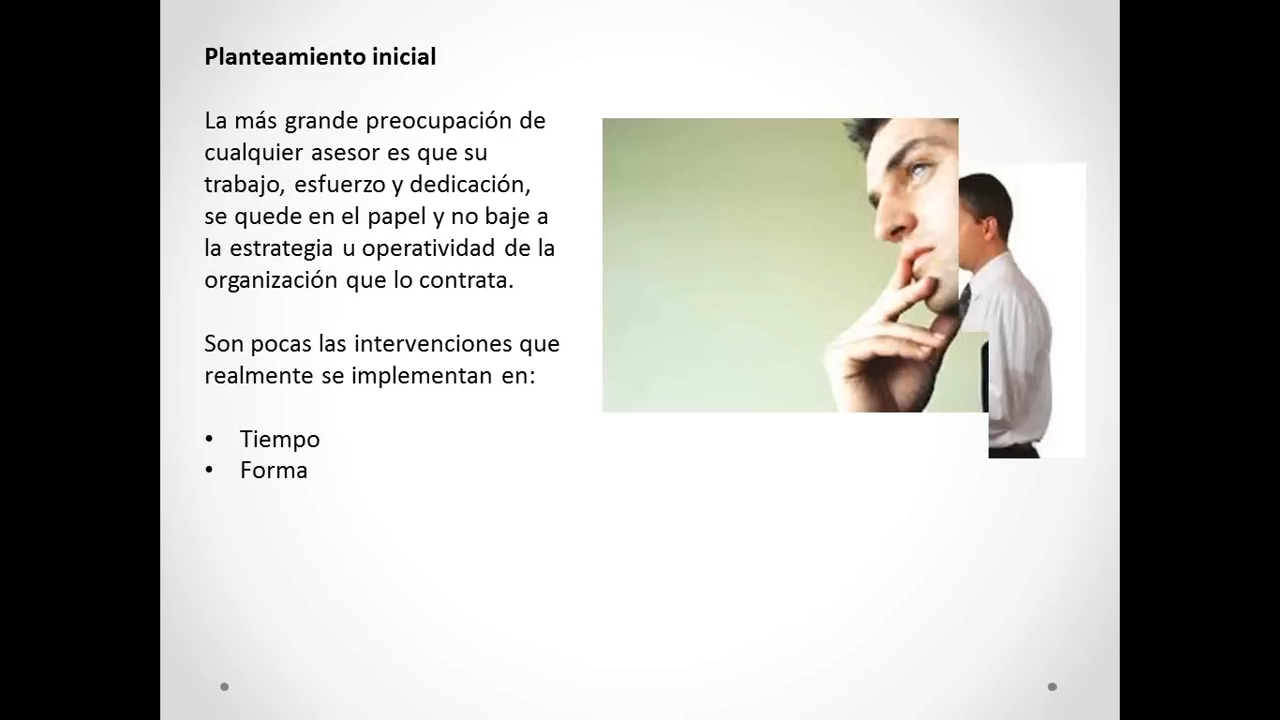 Planteamiento inicial
La más grande preocupación de
cualquier asesor es que su
trabajo, esfuerzo y dedicación,
se quede en el papel y no baje a
la estrategia u operatividad de la
organización que lo contrata.
Son pocas las intervenciones que
realmente se implementan en:
• Tiempo
• Forma